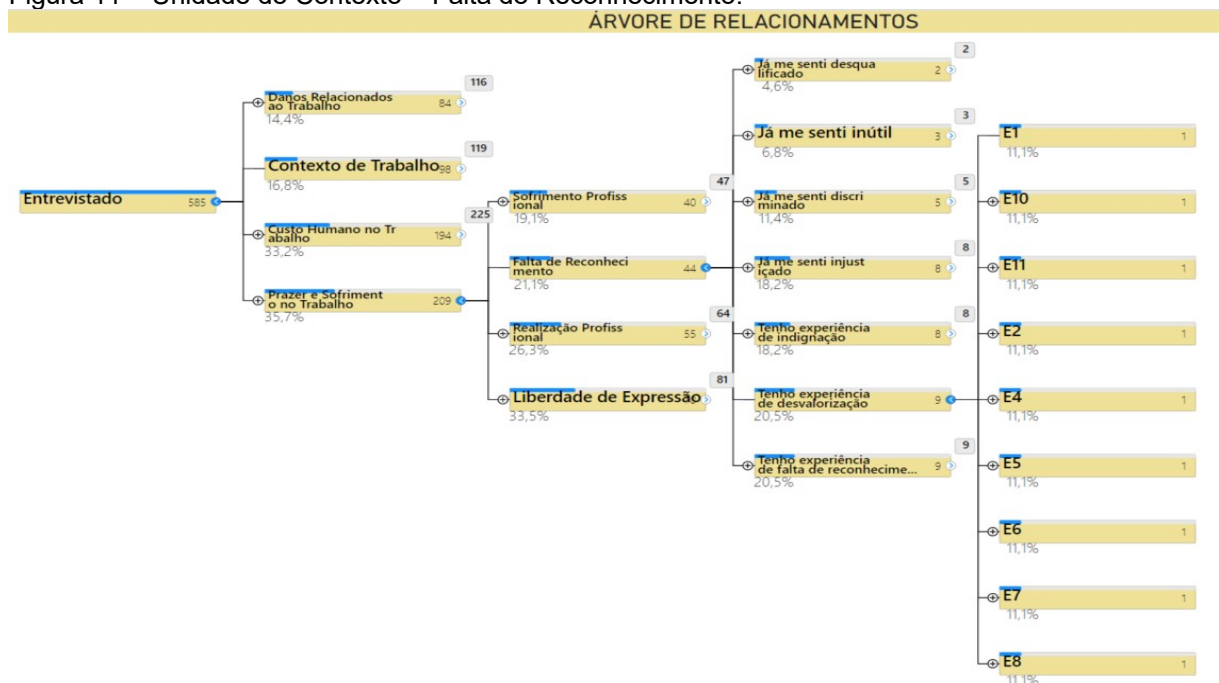 ÁRVORE DE RELACIONAMENTOS
Entrevistado 585
116
Danos Relacionados
ao Trabalho 84
14,4%
119
Contexto de Trabalho 98
16,8%
225
Custo Humano no Tr
abalho 194
33,2%
Prazer e Sofriment
o no Trabalho 209
35,7%
47
Sofrimento Profiss
ional 40
19,1%
Falta de Reconheci
mento 44
21,1%
64
Realização Profiss
ional 55
26,3%
81
Liberdade de Expressão
33,5%
2
Já me senti desqua
lificado 2
4,6%
3
Já me senti inútil 3
6,8%
5
Já me senti discri
minado 5
11,4%
8
Já me senti injust
içado 8
18,2%
8
Tenho experiência
de indignação 8
18,2%
Tenho experiência
de desvalorização 9
20,5%
9
Tenho experiência
de falta de reconhecime... 9
20,5%
E1 1
11,1%
E10 1
11,1%
E11 1
11,1%
E2 1
11,1%
E4 1
11,1%
E5 1
11,1%
E6 1
11,1%
E7 1
11,1%
E8 1
11,1%